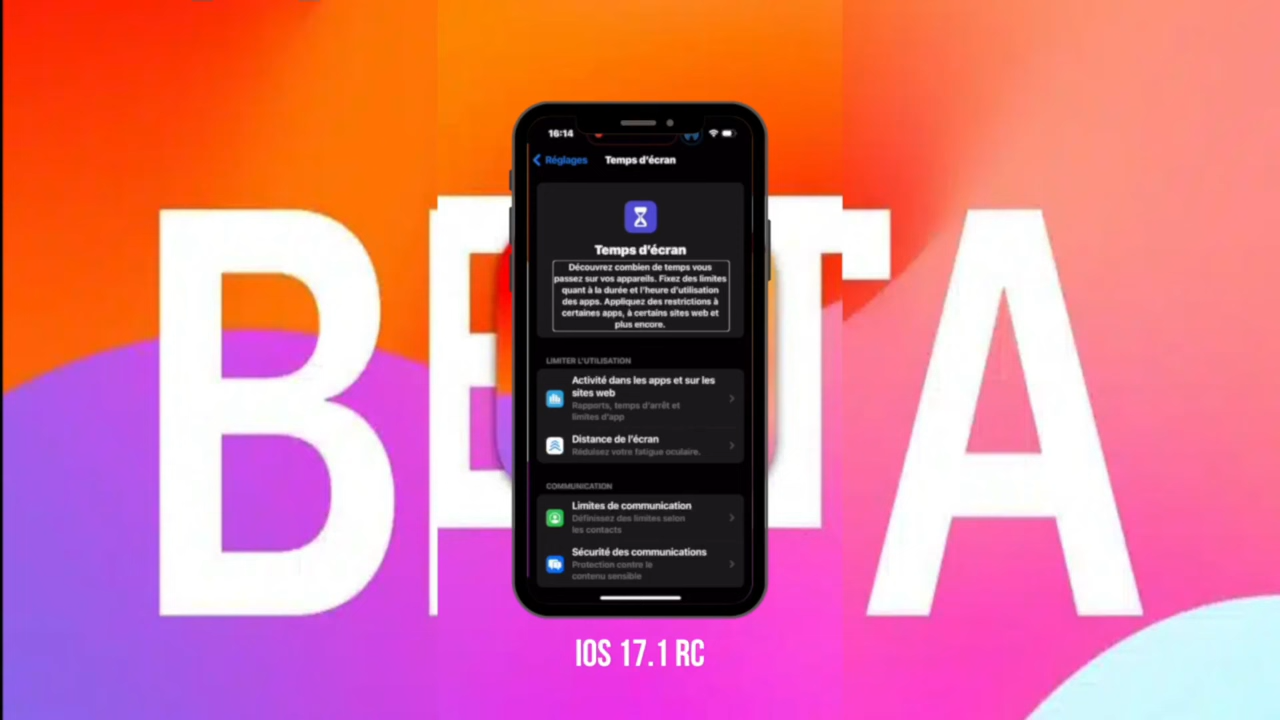 BETA
16:14
Réglages
Temps d'écran
Temps d'écran
Découvrez combien de temps vous
passez sur vos appareils. Fixez des limites
quant à la durée et l'heure d'utilisation
des apps. Appliquez des restrictions à
certaines apps, à certains sites web et
plus encore.
LIMITER L'UTILISATION
Activité dans les apps et sur les
sites web
Rapports, temps d'arrêt et
limites d'app
Distance de l'écran
Réduisez votre fatigue oculaire.
COMMUNICATION
Limites de communication
Définissez des limites selon
les contacts
Sécurité des communications
Protection contre le
contenu sensible
IOS 17.1 RC